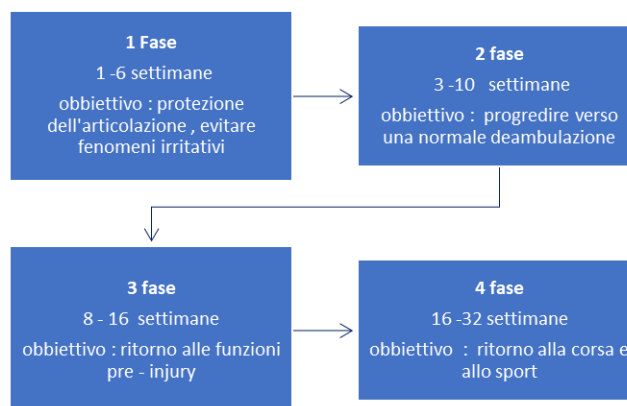 1 Fase
1 -6 settimane
obbiettivo : protezione
dell'articolazione , evitare
fenomeni irritativi
2 fase
3 -10 settimane
obbiettivo : progredire verso
una normale deambulazione
3 fase
8 - 16 settimane
obbiettivo : ritorno alle funzioni
pre - injury
4 fase
16 -32 settimane
obbiettivo : ritorno alla corsa e
allo sport